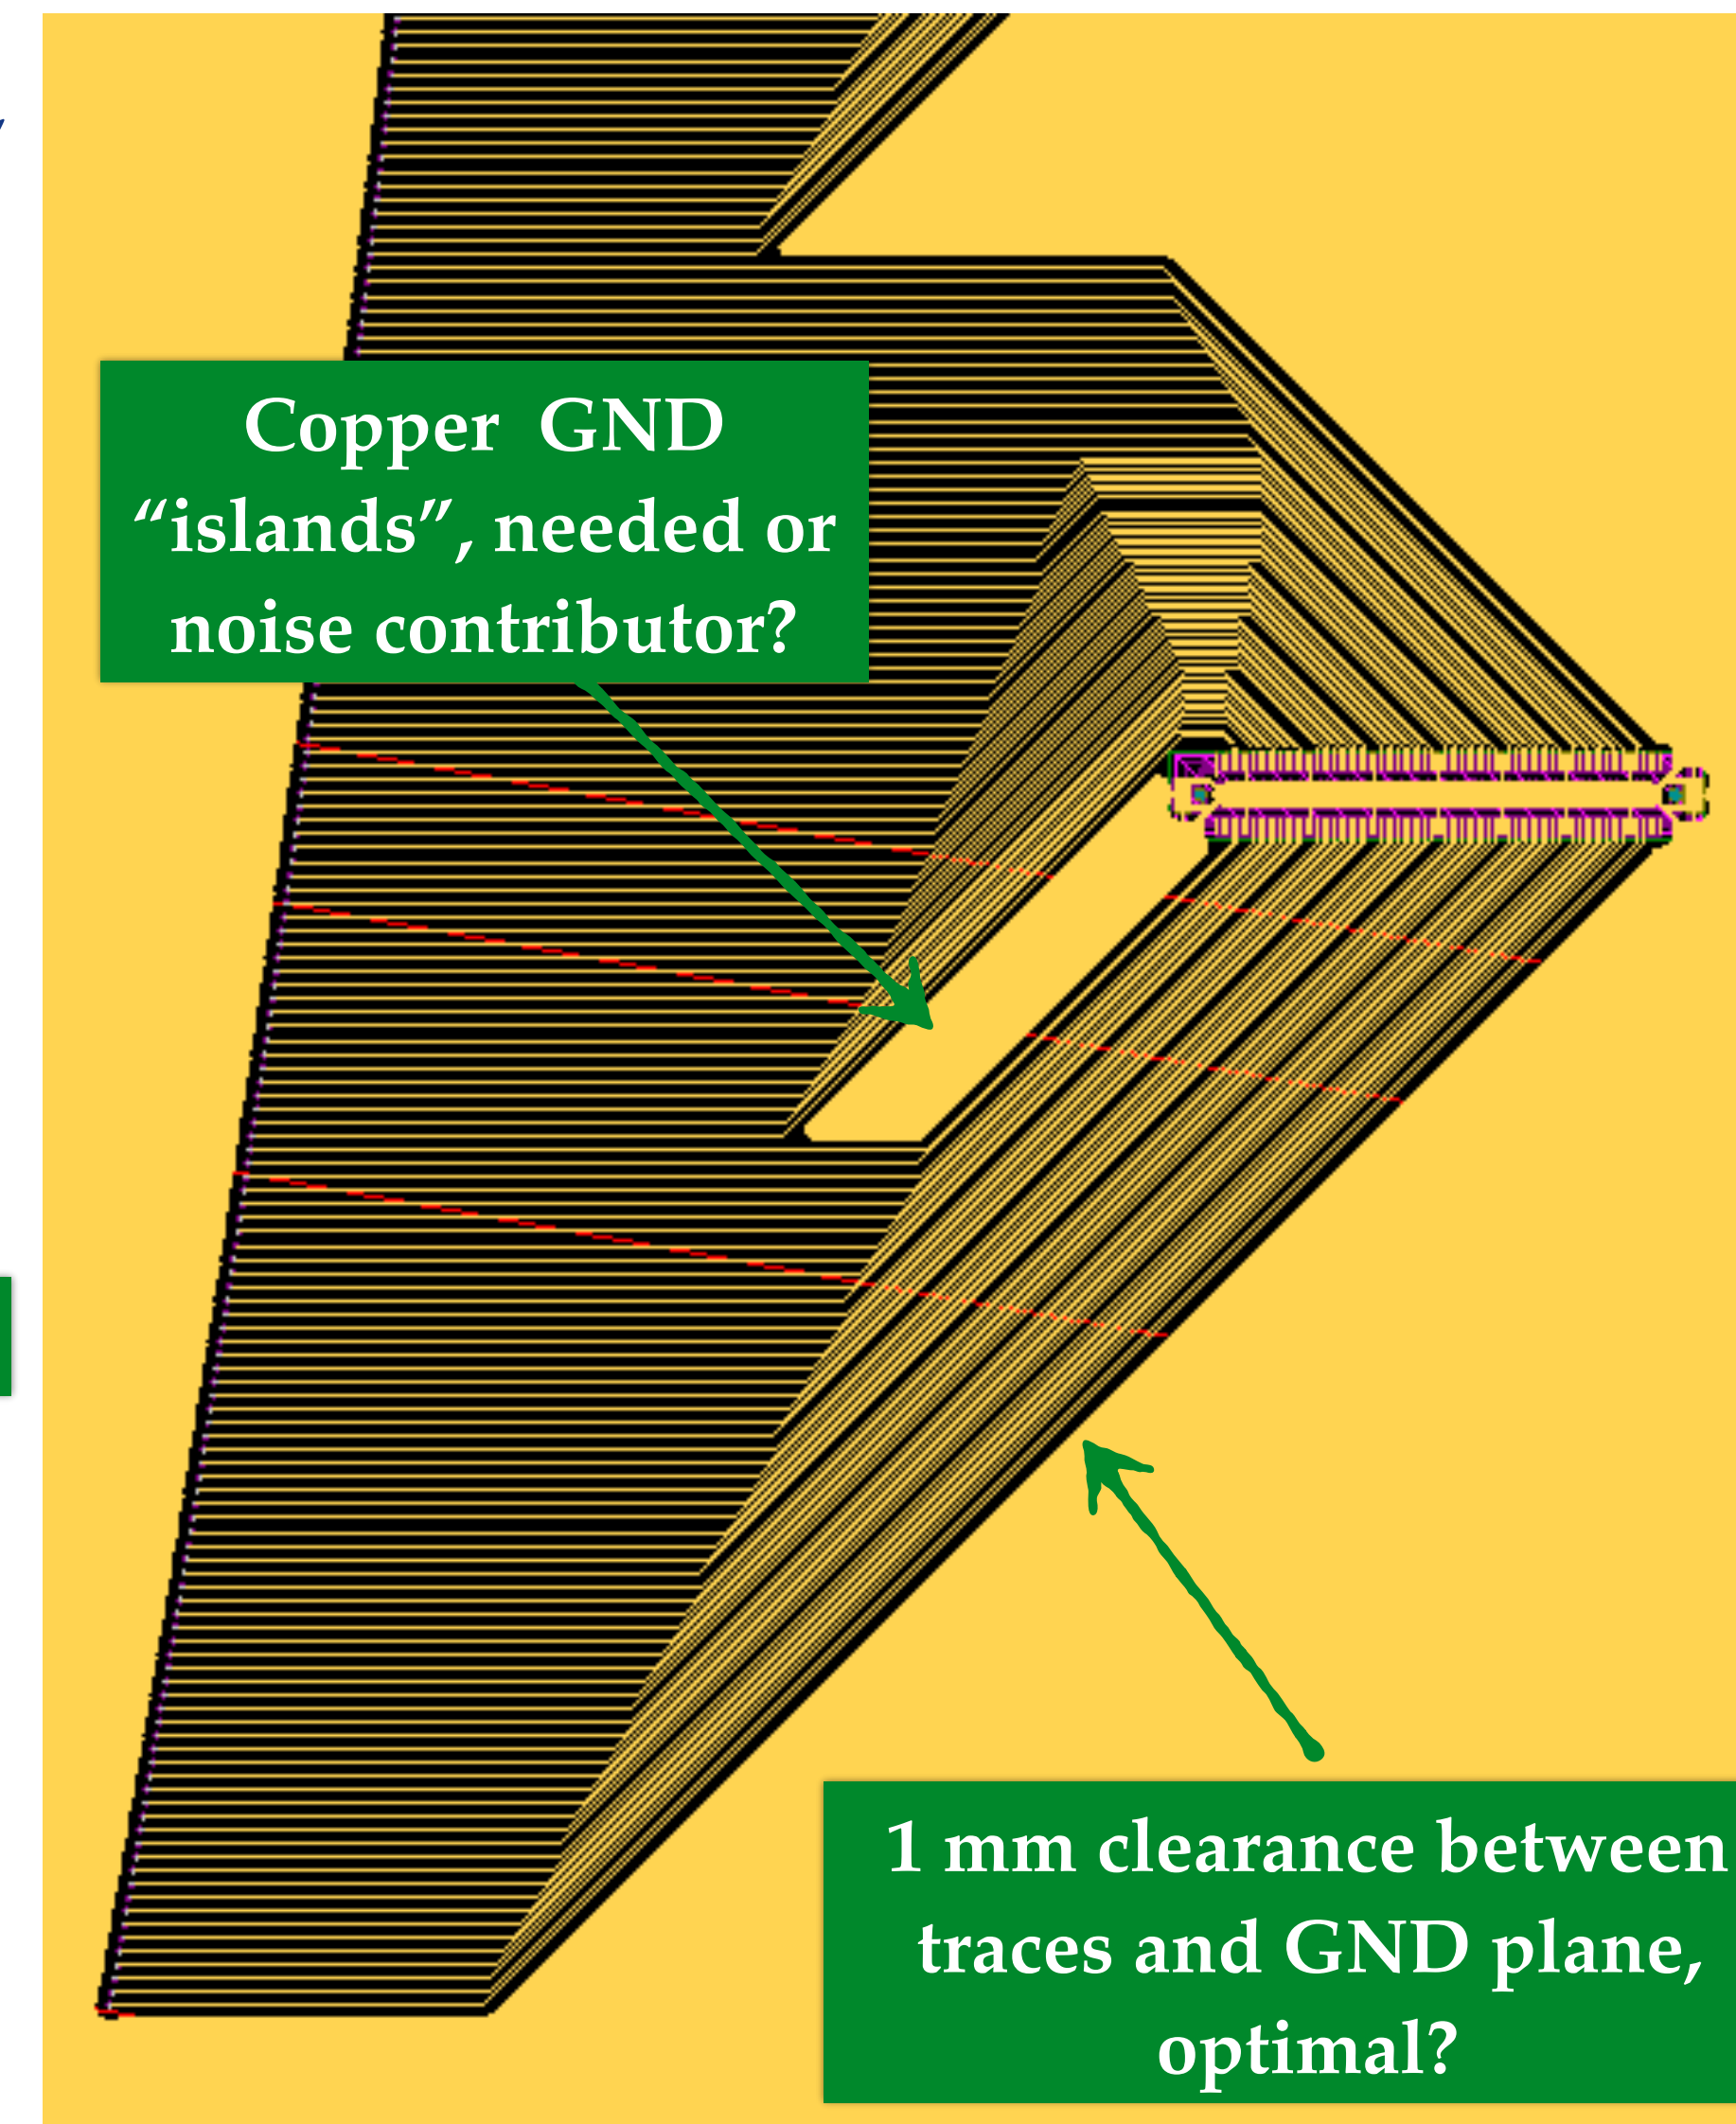 Copper GND
“islands”, needed or
noise contributor?
1 mm clearance between
traces and GND plane,
optimal?